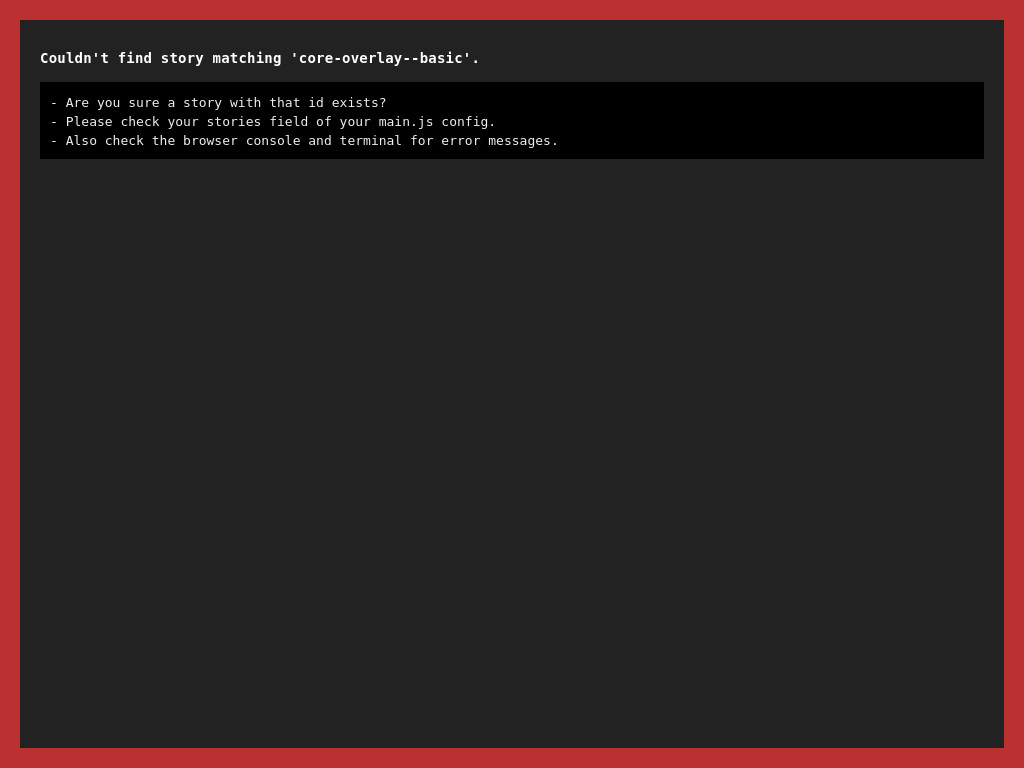 Couldn't find story matching 'core-overlay--basic'.
- Are you sure a story with that id exists?
- Please check your stories field of your main.js config.
- Also check the browser console and terminal for error messages.